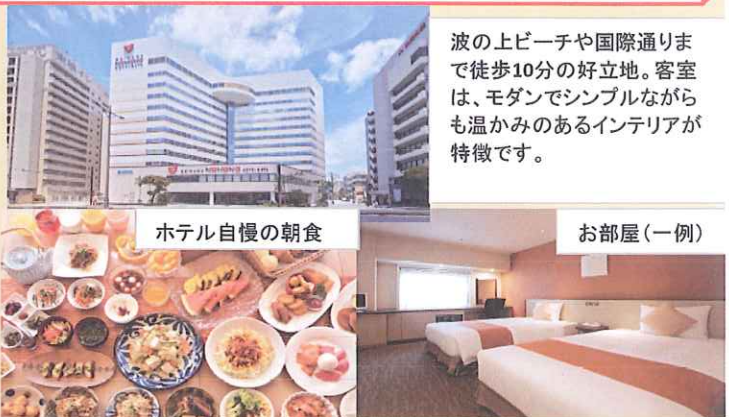 波の上ビーチや国際通りま
で徒歩10分の好立地。客室
は、モダンでシンプルながら
も温かみのあるインテリアが
特徴です。
ホテル自慢の朝食
お部屋(一例)